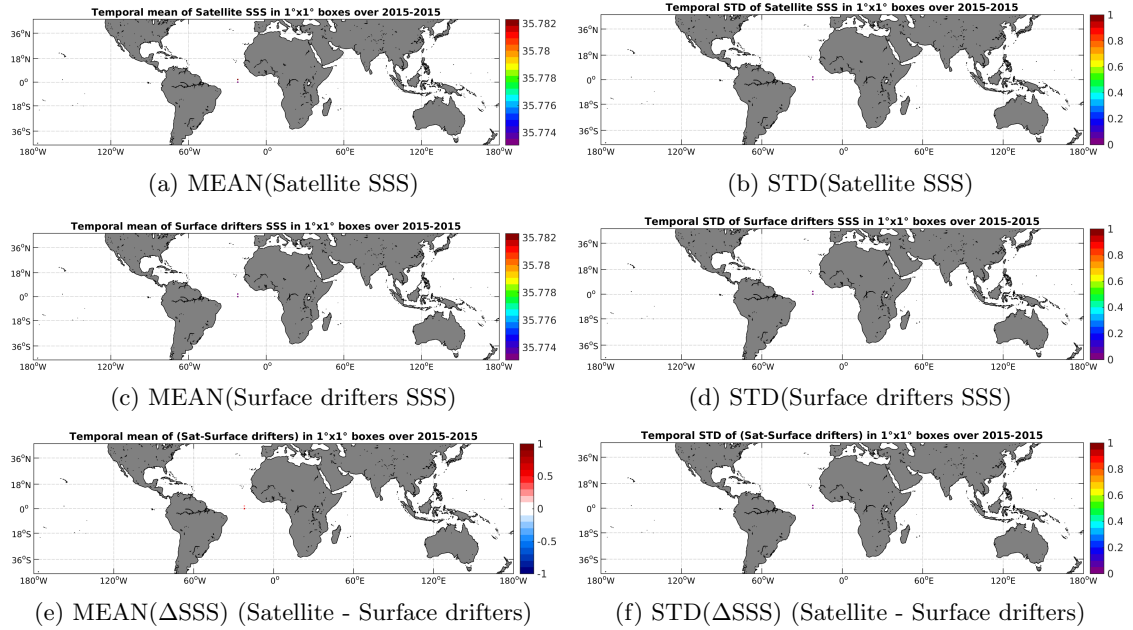 Temporal mean of Satellite SSS in 1°x1° boxes over 2015-2015
36°N
18°N
0°
18°S
36°S
180°W 120°W 60°W 0° 60°E 120°E 180°E
35.782
35.78
35.778
35.776
35.774
(a) MEAN(Satellite SSS)
Temporal STD of Satellite SSS in 1°x1° boxes over 2015-2015
36°N
18°N
0°
18°S
36°S
180°W 120°W 60°W 0° 60°E 120°E 180°E
1
0.8
0.6
0.4
0.2
0
(b) STD(Satellite SSS)
Temporal mean of Surface drifters SSS in 1°x1° boxes over 2015-2015
36°N
18°N
0°
18°S
36°S
180°W 120°W 60°W 0° 60°E 120°E 180°E
35.782
35.78
35.778
35.776
35.774
(c) MEAN(Surface drifters SSS)
Temporal STD of Surface drifters SSS in 1°x1° boxes over 2015-2015
36°N
18°N
0°
18°S
36°S
180°W 120°W 60°W 0° 60°E 120°E 180°E
1
0.8
0.6
0.4
0.2
0
(d) STD(Surface drifters SSS)
Temporal mean of (Sat-Surface drifters) in 1°x1° boxes over 2015-2015
36°N
18°N
0°
18°S
36°S
180°W 120°W 60°W 0° 60°E 120°E 180°E
1
0.5
0
-0.5
-1
(e) MEAN(ΔSSS) (Satellite - Surface drifters)
Temporal STD of (Sat-Surface drifters) in 1°x1° boxes over 2015-2015
36°N
18°N
0°
18°S
36°S
180°W 120°W 60°W 0° 60°E 120°E 180°E
1
0.8
0.6
0.4
0.2
0
(f) STD(ΔSSS) (Satellite - Surface drifters)